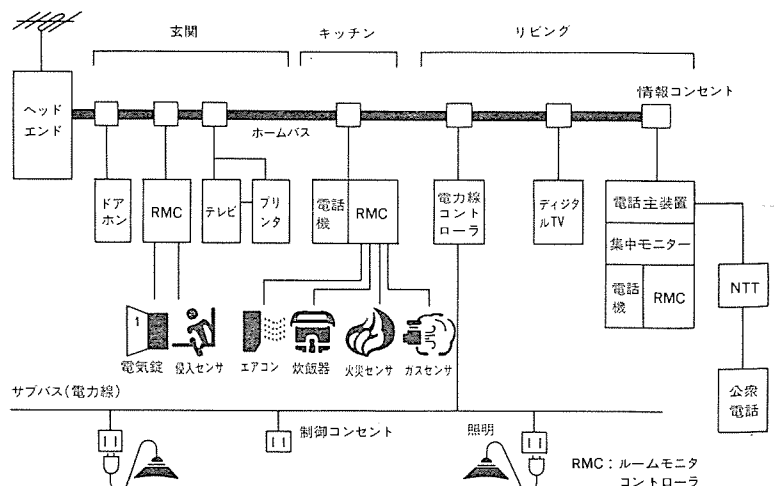 玄関
キッチン
リビング
情報コンセント
ヘッド
エンド
ホームバス
ドア
ホン
RMC
テレビ
プリ
ンタ
電話
機
RMC
電力線
コント
ローラ
ディジタ
ルTV
電話主装置
集中モニター
電話
機
RMC
NTT
公衆
電話
1
電気錠
侵入センサ
エアコン
炊飯器
火災センサ
ガスセンサ
サブバス(電力線)
制御コンセント
照明
RMC:ルームモニタ
コントローラ